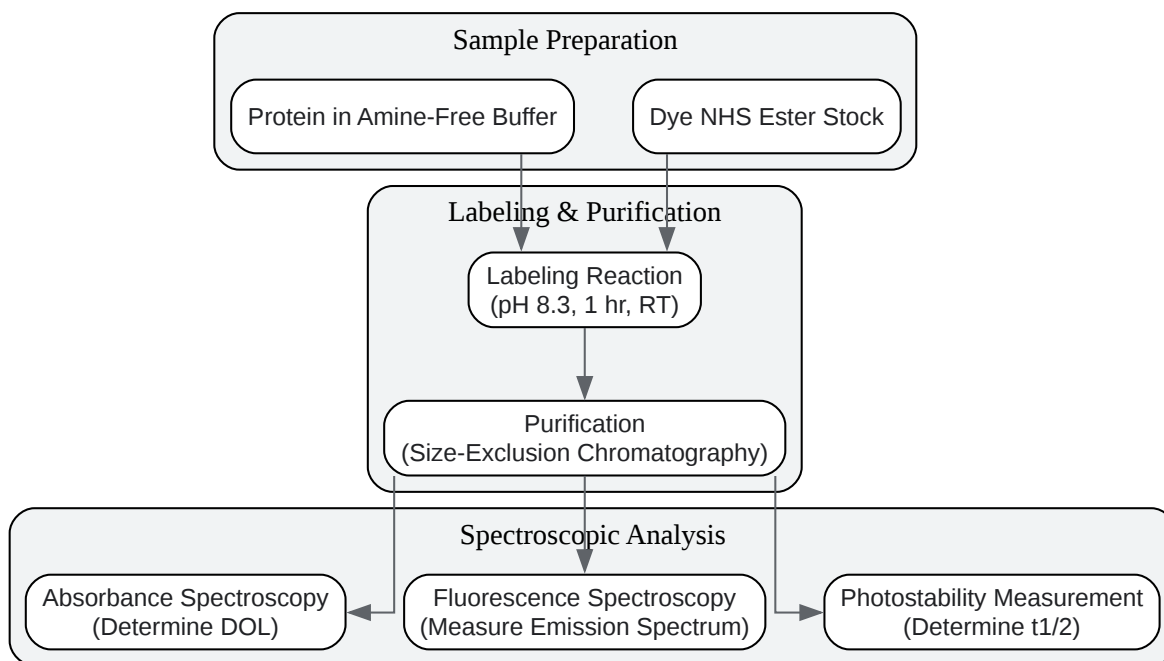 Sample Preparation
Protein in Amine-Free Buffer
Dye NHS Ester Stock
Labeling & Purification
Labeling Reaction
(pH 8.3, 1 hr, RT)
Purification
(Size-Exclusion Chromatography)
Spectroscopic Analysis
Absorbance Spectroscopy
(Determine DOL)
Fluorescence Spectroscopy
(Measure Emission Spectrum)
Photostability Measurement
(Determine t1/2)